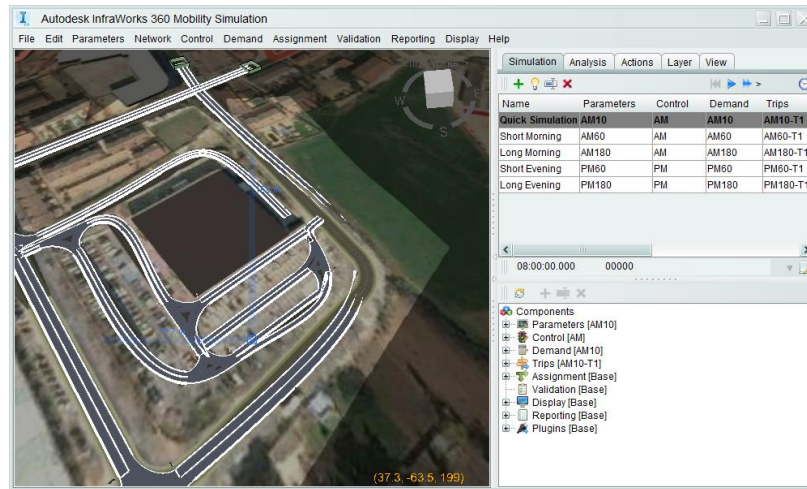 Autodesk InfraWorks 360 Mobility Simulation
File Edit Parameters Network Control Demand Assignment Validation Reporting Display Help
Simulation Analysis Actions Layer View
Name Parameters Control Demand Trips
Quick Simulation AM10 AM AM10 AM10-T1
Short Morning AM60 AM AM60 AM60-T1
Long Morning AM180 AM AM180 AM180-T1
Short Evening PM60 PM PM60 PM60-T1
Long Evening PM180 PM PM180 PM180-T1
08:00:00.000 00000
Components
Parameters [AM10]
Control [AM]
Demand [AM10]
Trips [AM10-T1]
Assignment [Base]
Validation [Base]
Display [Base]
Reporting [Base]
Plugins [Base]
W E
S
(37.3, -63.5, 199)